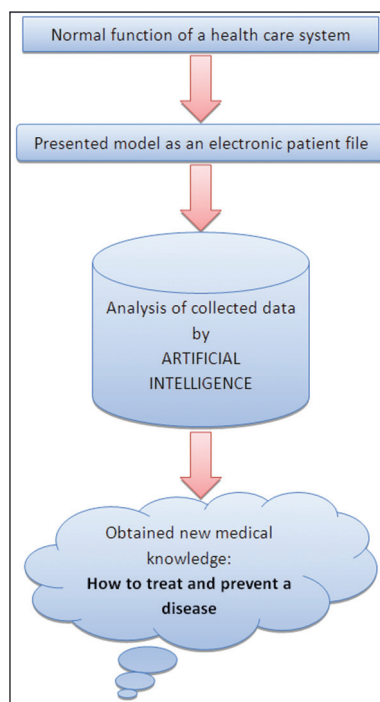 Normal function of a health care system
Presented model as an electronic patient file
Analysis of collected data
by
ARTIFICIAL
INTELLIGENCE
Obtained new medical
knowledge:
How to treat and prevent a
disease